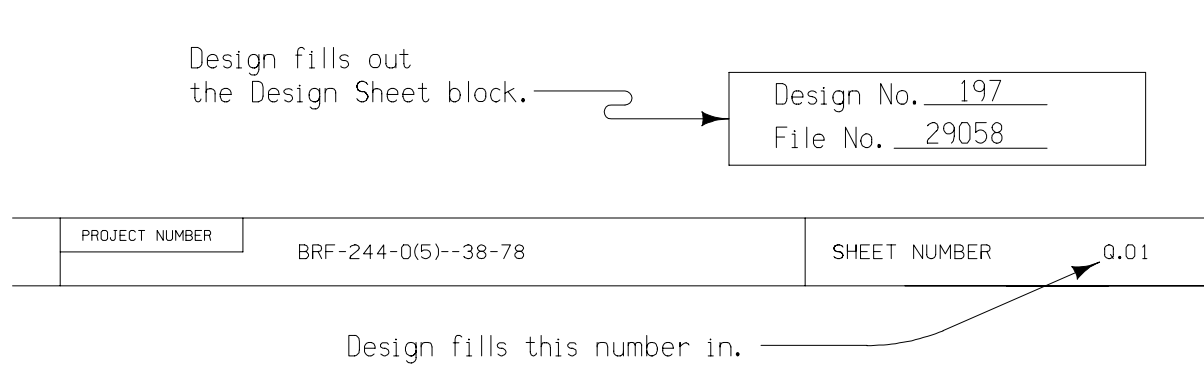 Design fills out
the Design Sheet block.
Design No. 197
File No. 29058
PROJECT NUMBER
BRF-244-0(5)--38-78
SHEET NUMBER Q.01
Design fills this number in.